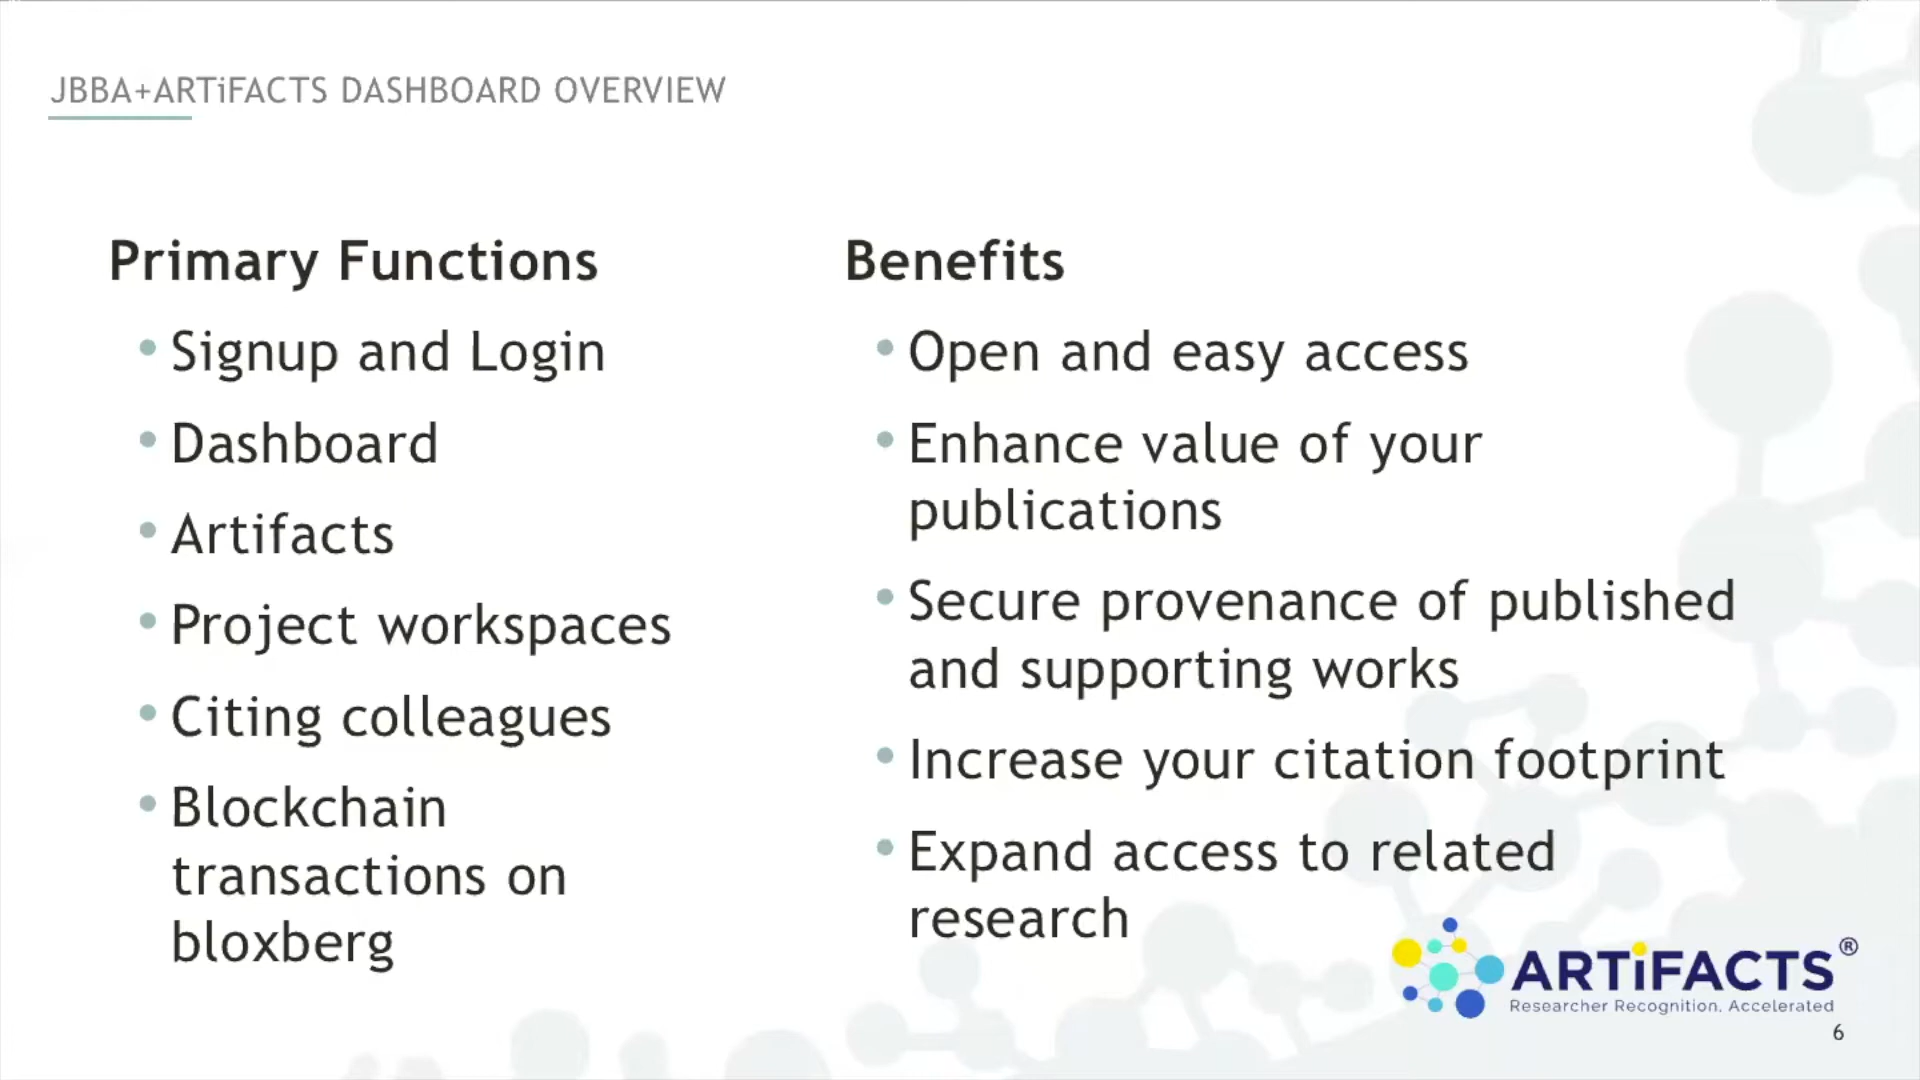 JBBA+ARTiFACTS DASHBOARD OVERVIEW
Primary Functions
• Signup and Login
• Dashboard
• Artifacts
• Project workspaces
• Citing colleagues
• Blockchain
transactions on
bloxberg
Benefits
• Open and easy access
• Enhance value of your
publications
• Secure provenance of published
and supporting works
• Increase your citation footprint
• Expand access to related
research
ARTiFACTS®
Researcher Recognition. Accelerated
6